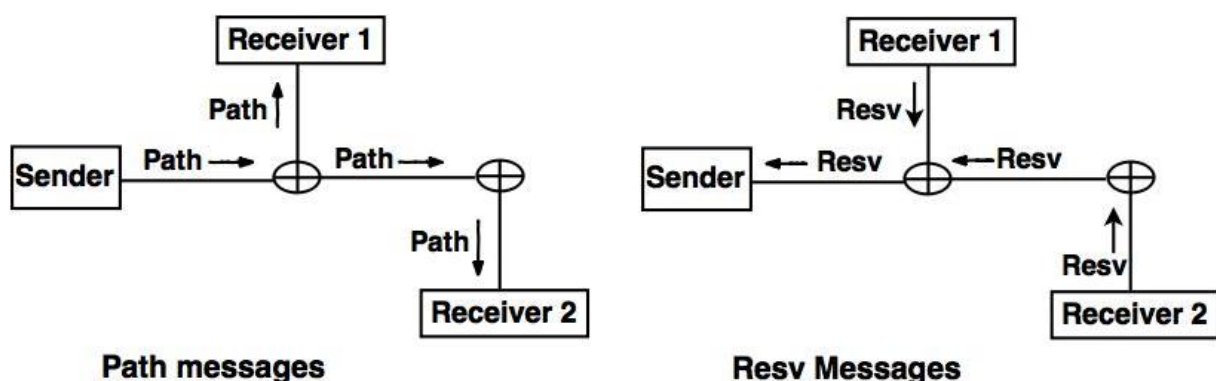 Receiver 1
Path
Path
Path
Sender
Path
Receiver 2
Path messages
Receiver 1
Resv
Resv
Resv
Sender
Resv
Receiver 2
Resv Messages